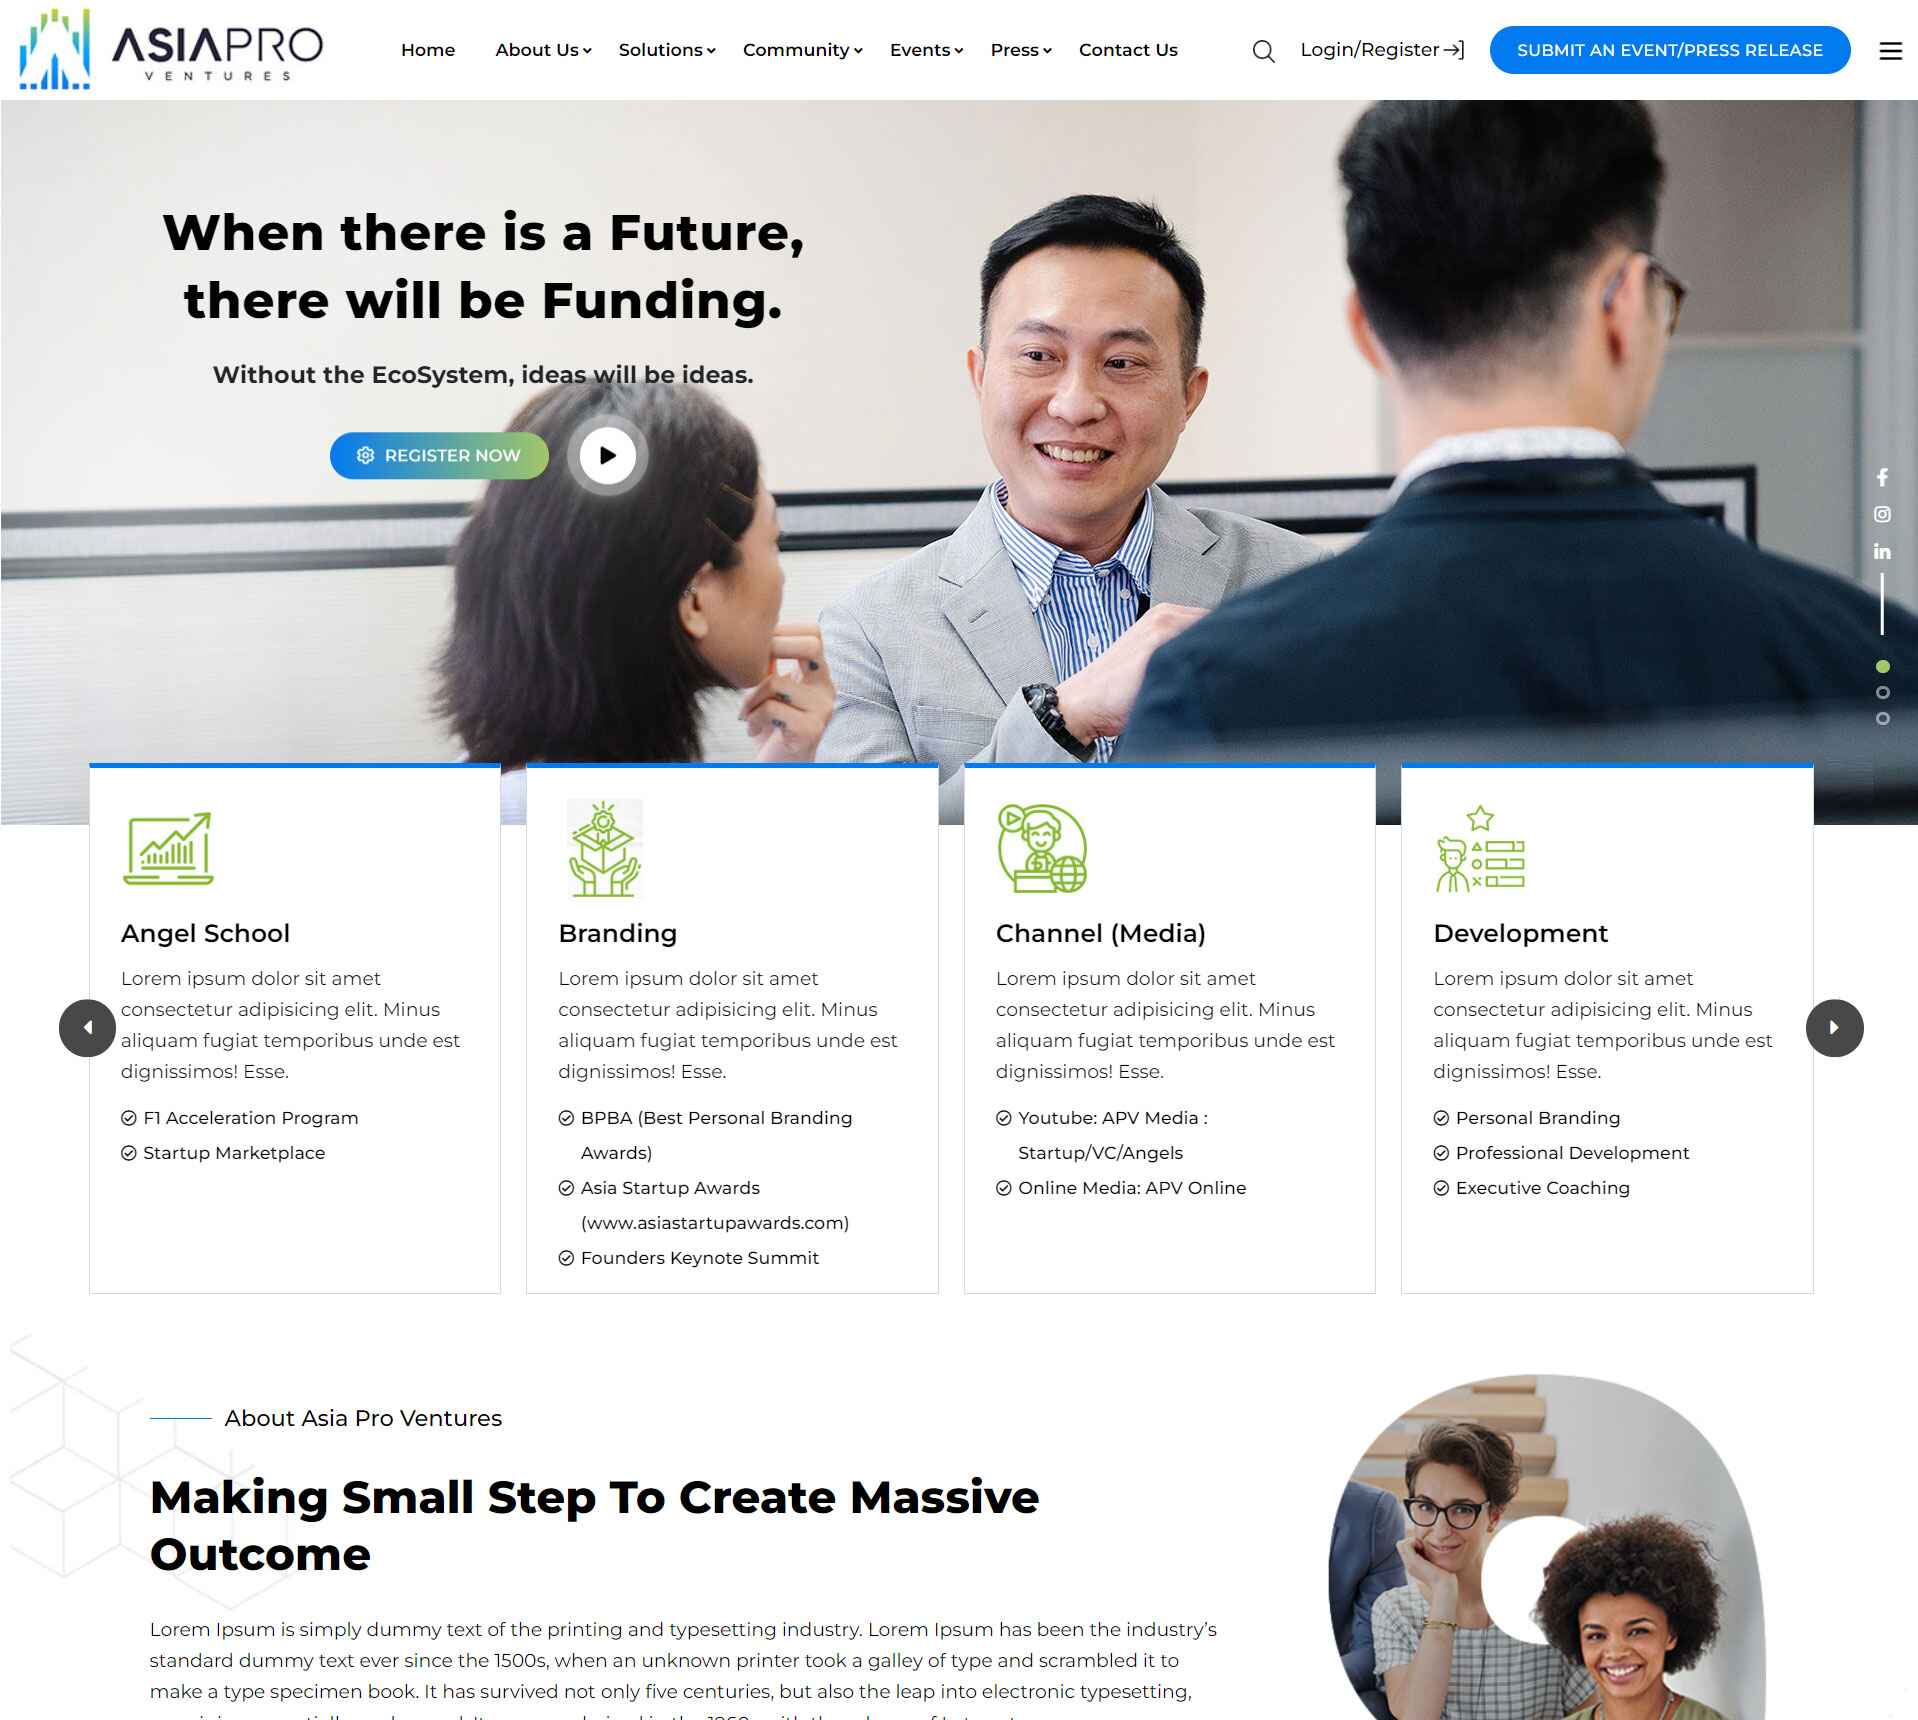 ASIAPRO
VENTURES
Home
About Us
Solutions
Community
Events
Press
Contact Us
Login/Register
SUBMIT AN EVENT/PRESS RELEASE
When there is a Future,
there will be Funding.
Without the EcoSystem, ideas will be ideas.
REGISTER NOW
Angel School
Lorem ipsum dolor sit amet
consectetur adipisicing elit. Minus
aliquam fugiat temporibus unde est
dignissimos! Esse.
F1 Acceleration Program
Startup Marketplace
Branding
Lorem ipsum dolor sit amet
consectetur adipisicing elit. Minus
aliquam fugiat temporibus unde est
dignissimos! Esse.
BPBA (Best Personal Branding
Awards)
Asia Startup Awards
(www.asiastartupawards.com)
Founders Keynote Summit
Channel (Media)
Lorem ipsum dolor sit amet
consectetur adipisicing elit. Minus
aliquam fugiat temporibus unde est
dignissimos! Esse.
Youtube: APV Media :
Startup/VC/Angels
Online Media: APV Online
Development
Lorem ipsum dolor sit amet
consectetur adipisicing elit. Minus
aliquam fugiat temporibus unde est
dignissimos! Esse.
Personal Branding
Professional Development
Executive Coaching
About Asia Pro Ventures
Making Small Step To Create Massive
Outcome
Lorem Ipsum is simply dummy text of the printing and typesetting industry. Lorem Ipsum has been the industry's
standard dummy text ever since the 1500s, when an unknown printer took a galley of type and scrambled it to
make a type specimen book. It has survived not only five centuries, but also the leap into electronic typesetting,